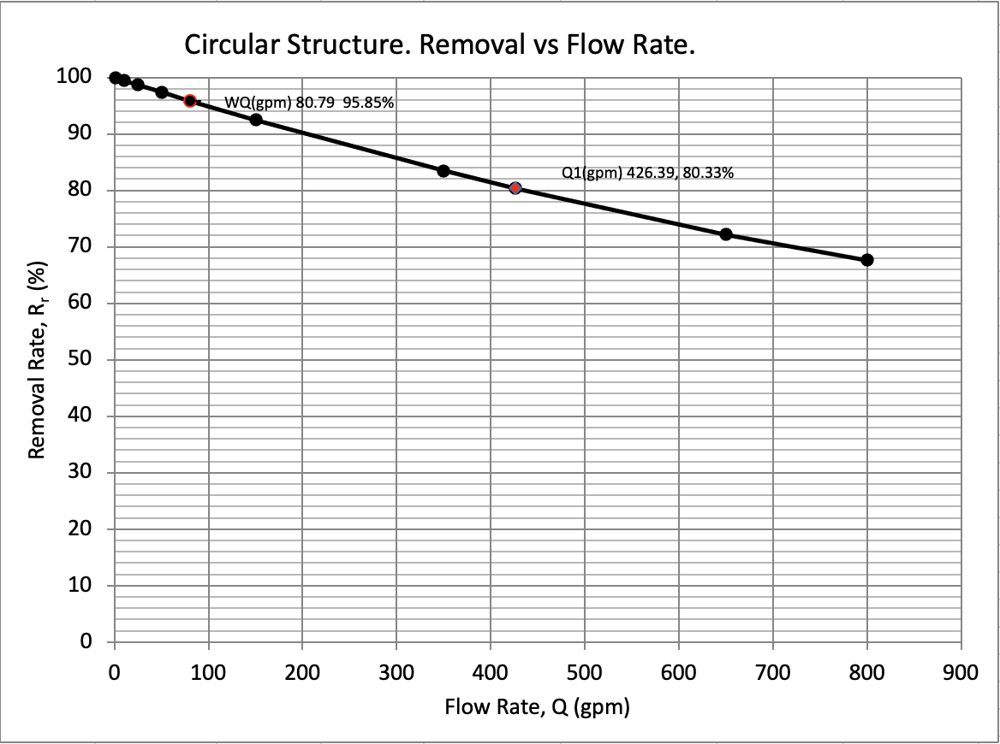 Circular Structure. Removal vs Flow Rate.
100
90
80
70
60
50
40
30
20
10
0
Removal Rate, Rr (%)
WQ(gpm) 80.79  95.85%
Q1(gpm) 426.39, 80.33%
0 100 200 300 400 500 600 700 800 900
Flow Rate, Q (gpm)